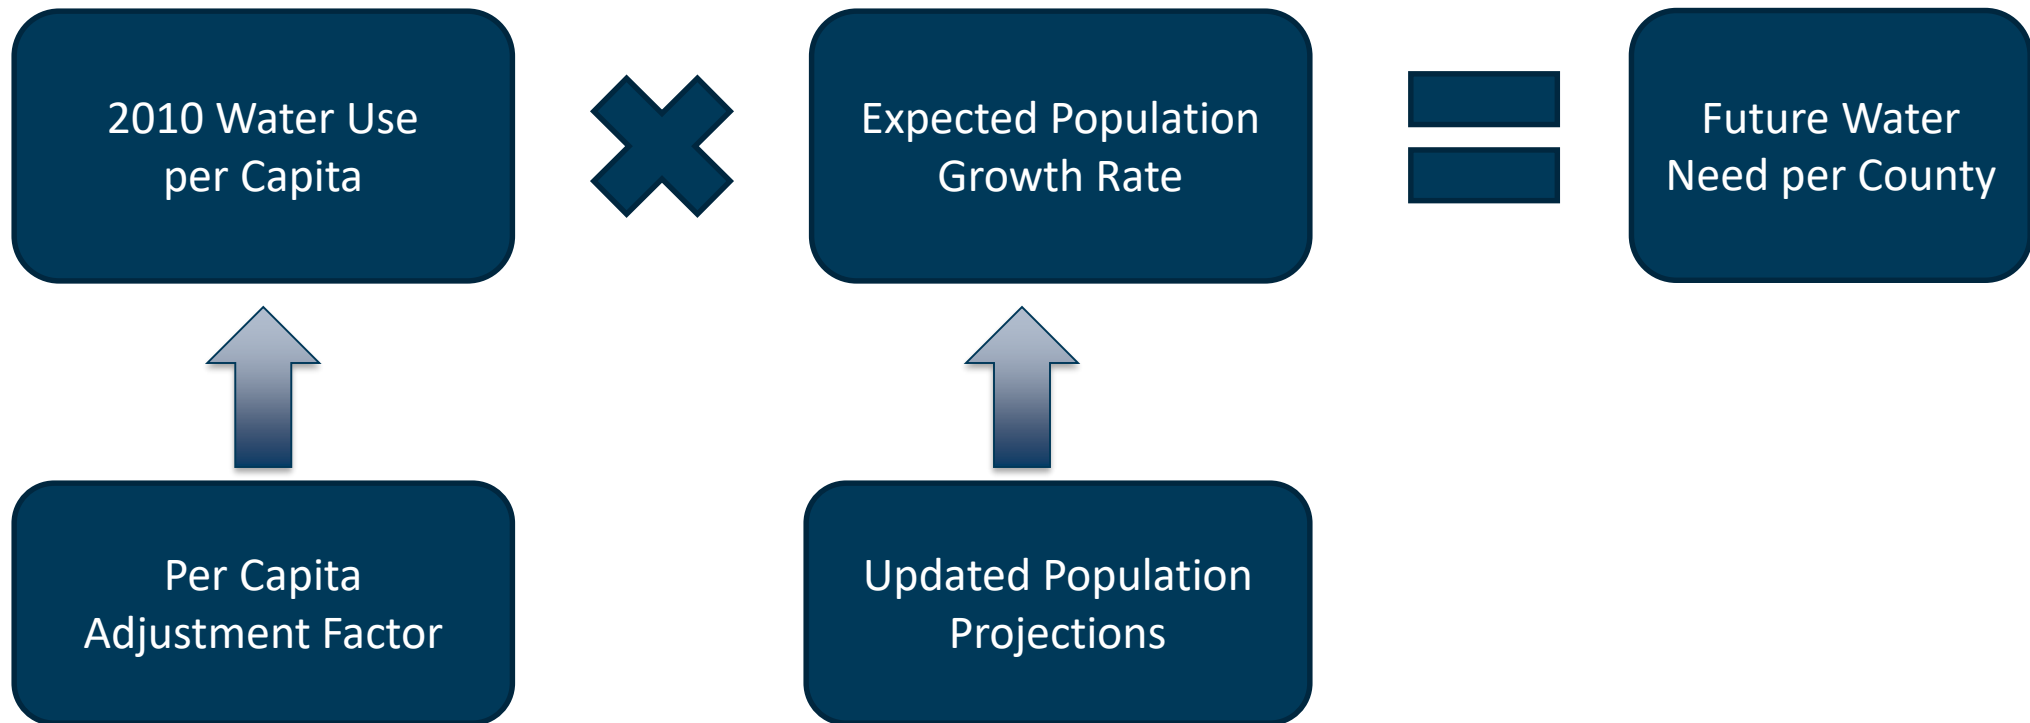 2010 Water Use
per Capita
Expected Population
Growth Rate
Future Water
Need per County
Per Capita
Adjustment Factor
Updated Population
Projections